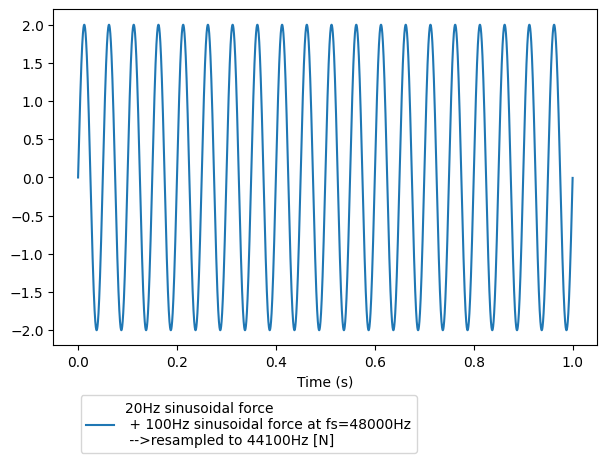 2.0
1.5
1.0
0.5
0.0
−0.5
−1.0
−1.5
−2.0
0.0 0.2 0.4 0.6 0.8 1.0
Time (s)
20Hz sinusoidal force
+ 100Hz sinusoidal force at fs=48000Hz
-->resampled to 44100Hz [N]